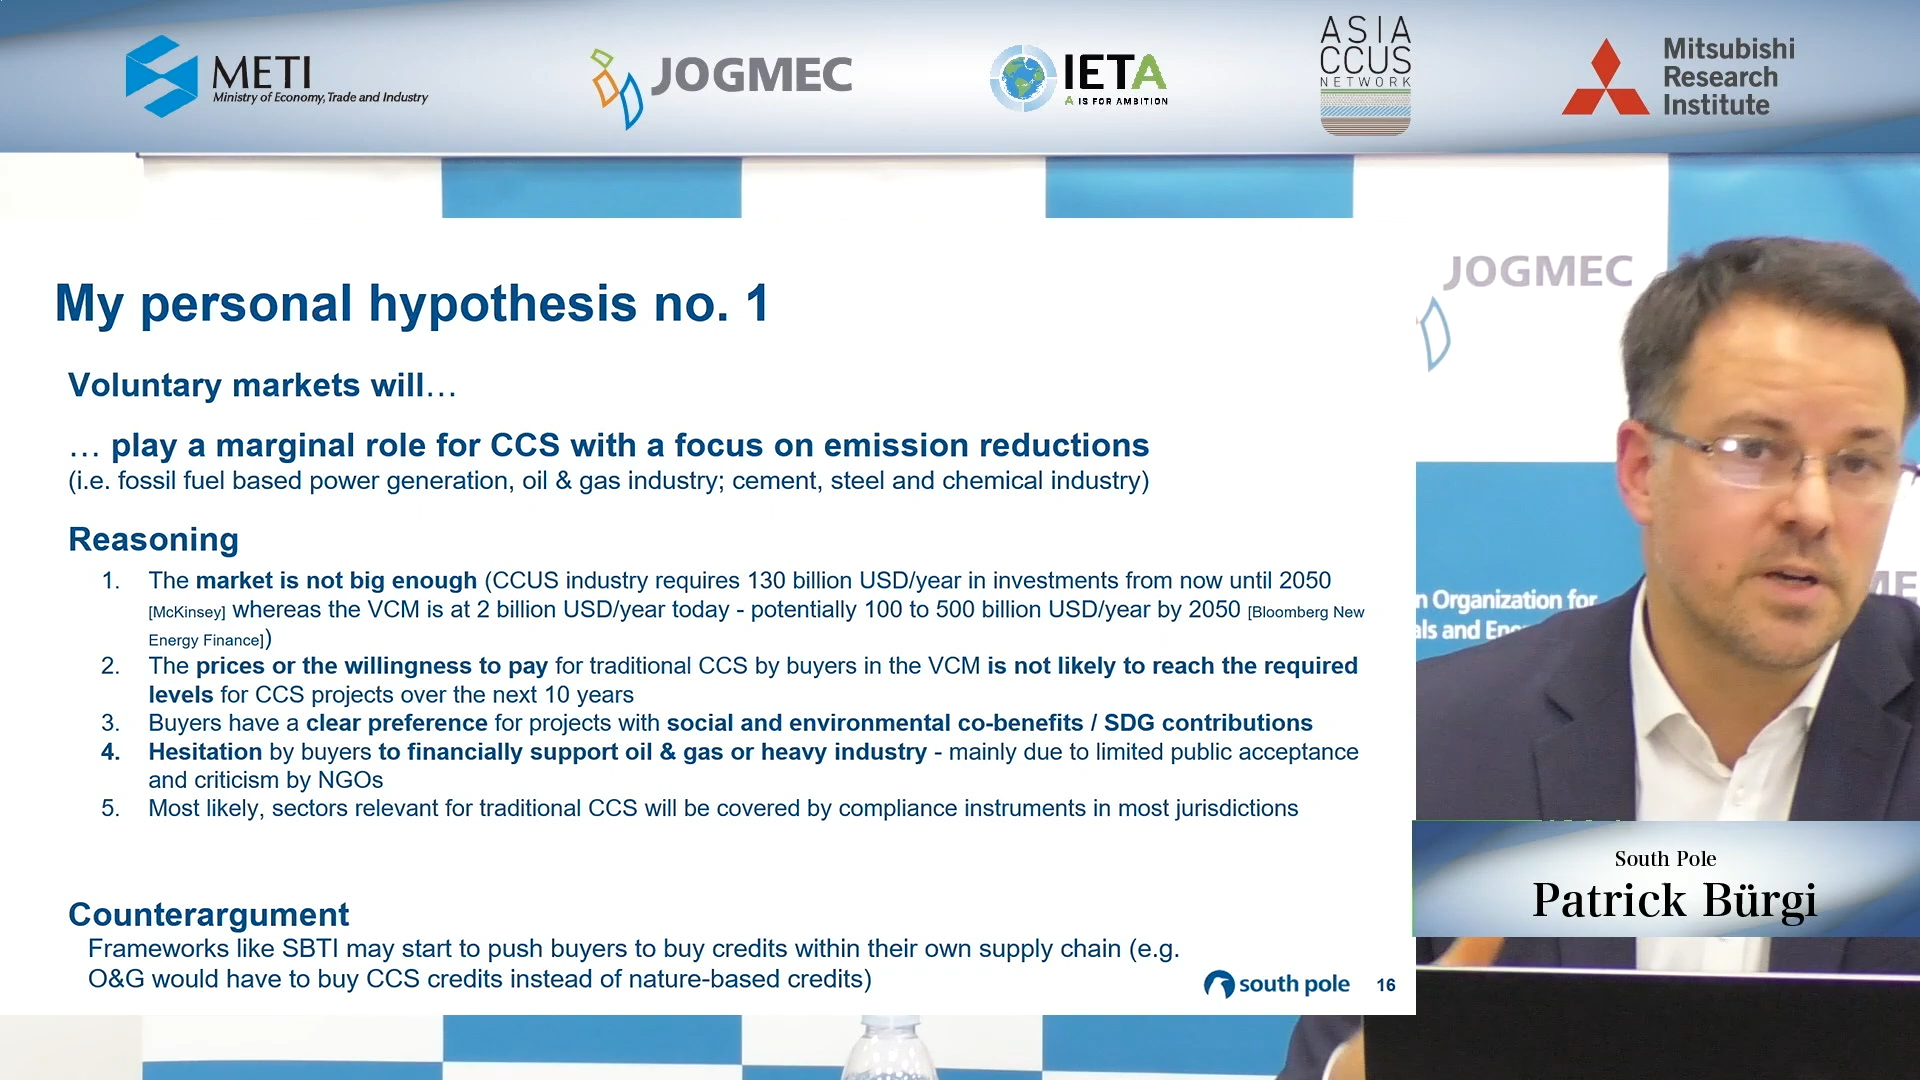 METI
Ministry of Economy, Trade and Industry
JOGMEC
IETA
A IS FOR AMBITION
ASIA
CCUS
NETWORK
Mitsubishi
Research
Institute
JOGMEC
My personal hypothesis no. 1
Voluntary markets will…
… play a marginal role for CCS with a focus on emission reductions
(i.e. fossil fuel based power generation, oil & gas industry; cement, steel and chemical industry)
Reasoning
1. The market is not big enough (CCUS industry requires 130 billion USD/year in investments from now until 2050
[McKinsey] whereas the VCM is at 2 billion USD/year today - potentially 100 to 500 billion USD/year by 2050 [Bloomberg New
Energy Finance])
2. The prices or the willingness to pay for traditional CCS by buyers in the VCM is not likely to reach the required
levels for CCS projects over the next 10 years
3. Buyers have a clear preference for projects with social and environmental co-benefits / SDG contributions
4. Hesitation by buyers to financially support oil & gas or heavy industry - mainly due to limited public acceptance
and criticism by NGOs
5. Most likely, sectors relevant for traditional CCS will be covered by compliance instruments in most jurisdictions
Counterargument
Frameworks like SBTI may start to push buyers to buy credits within their own supply chain (e.g.
O&G would have to buy CCS credits instead of nature-based credits)
south pole 16
n Organization for
als and Ene
South Pole
Patrick Bürgi